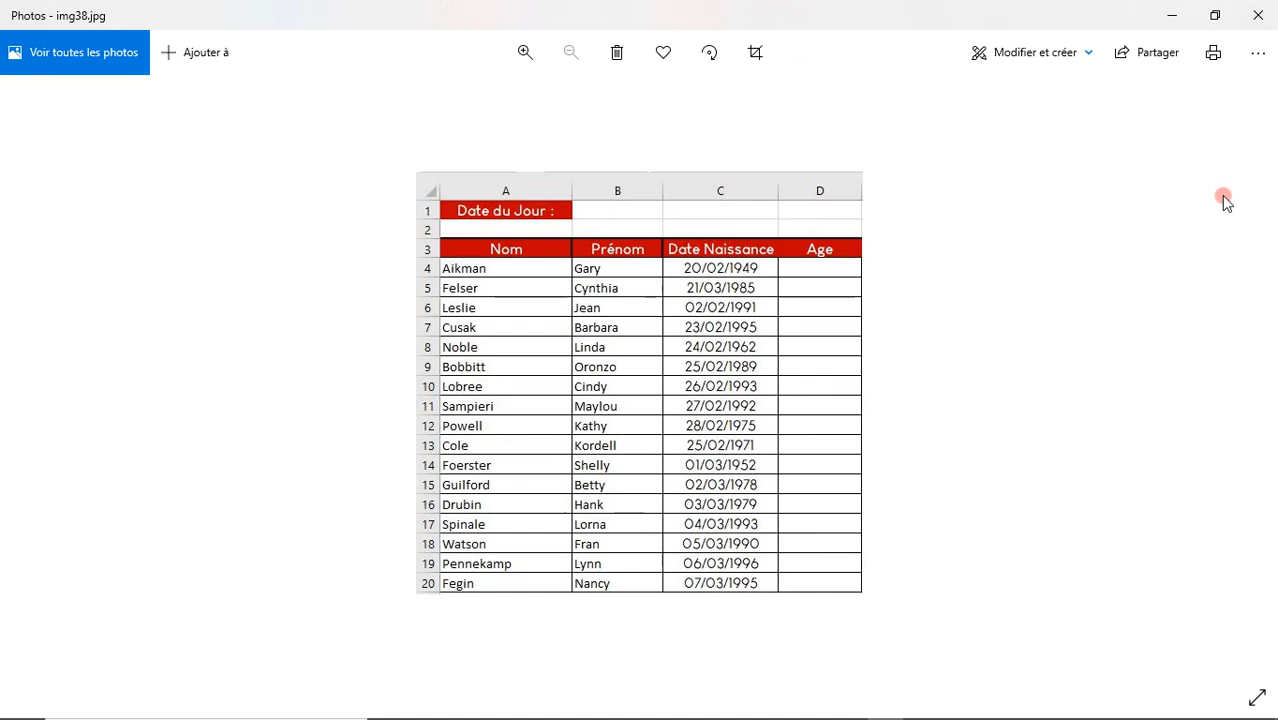 Photos - img38.jpg
Voir toutes les photos Ajouter à Modifier et créer Partager
A B C D
1 Date du Jour :
2
3 Nom Prénom Date Naissance Age
4 Aikman Gary 20/02/1949
5 Felser Cynthia 21/03/1985
6 Leslie Jean 02/02/1991
7 Cusak Barbara 23/02/1995
8 Noble Linda 24/02/1962
9 Bobbitt Oronzo 25/02/1989
10 Lobree Cindy 26/02/1993
11 Sampieri Maylou 27/02/1992
12 Powell Kathy 28/02/1975
13 Cole Kordell 25/02/1971
14 Foerster Shelly 01/03/1952
15 Guilford Betty 02/03/1978
16 Drubin Hank 03/03/1979
17 Spinale Lorna 04/03/1993
18 Watson Fran 05/03/1990
19 Pennekamp Lynn 06/03/1996
20 Fegin Nancy 07/03/1995